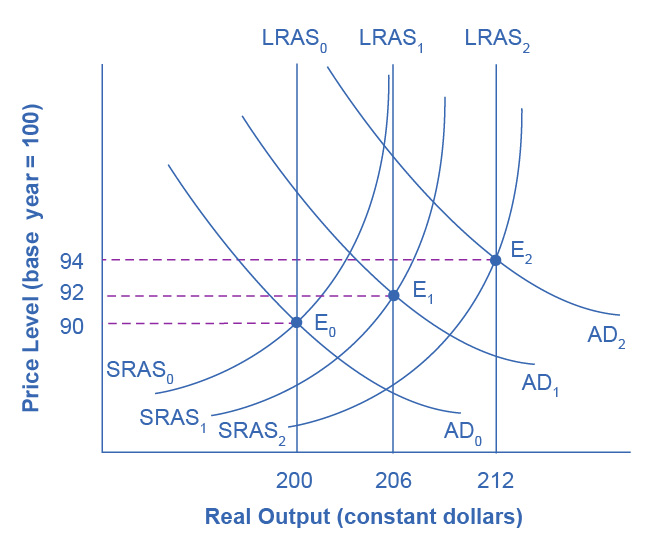 LRAS₀ LRAS₁ LRAS₂
Price Level (base year = 100)
94
92
90
E₂
E₁
E₀
AD₂
SRAS₀
AD₁
SRAS₁
SRAS₂
AD₀
200 206 212
Real Output (constant dollars)